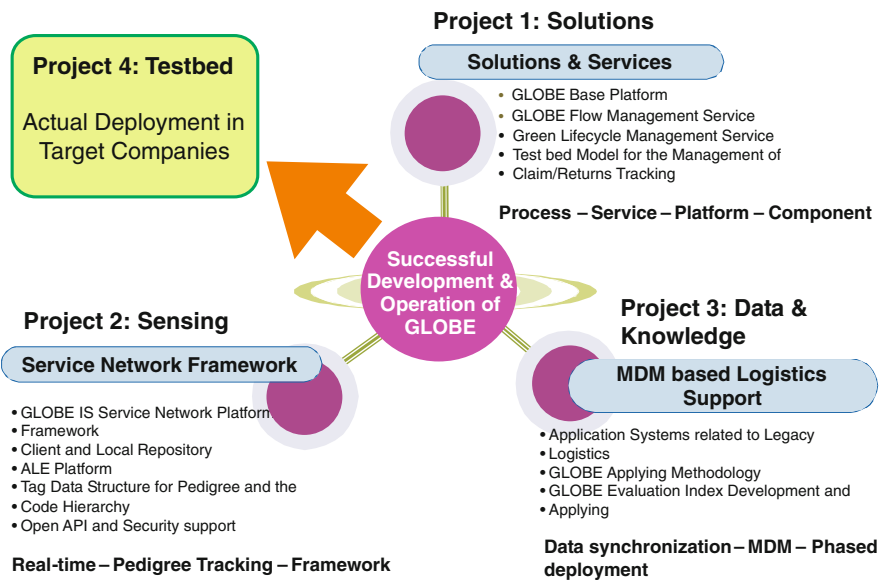 Project 1: Solutions
Solutions & Services
• GLOBE Base Platform
• GLOBE Flow Management Service
• Green Lifecycle Management Service
• Test bed Model for the Management of
• Claim/Returns Tracking
Process – Service – Platform – Component
Project 4: Testbed
Actual Deployment in
Target Companies
Successful
Development &
Operation of
GLOBE
Project 2: Sensing
Service Network Framework
• GLOBE IS Service Network Platform
• Framework
• Client and Local Repository
• ALE Platform
• Tag Data Structure for Pedigree and the
• Code Hierarchy
• Open API and Security support
Real-time – Pedigree Tracking – Framework
Project 3: Data &
Knowledge
MDM based Logistics
Support
• Application Systems related to Legacy
• Logistics
• GLOBE Applying Methodology
• GLOBE Evaluation Index Development and
• Applying
Data synchronization – MDM – Phased
deployment